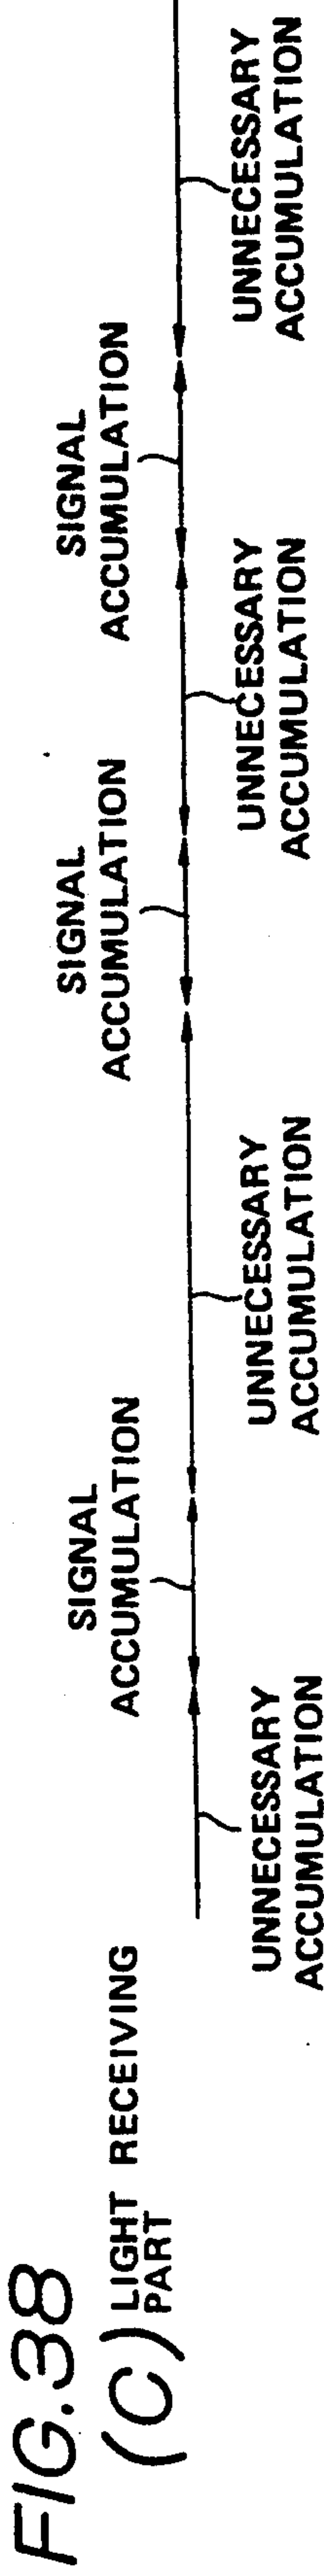 FIG.38
(C) LIGHT RECEIVING
PART
UNNECESSARY
ACCUMULATION
SIGNAL
ACCUMULATION
UNNECESSARY
ACCUMULATION
SIGNAL
ACCUMULATION
UNNECESSARY
ACCUMULATION
SIGNAL
ACCUMULATION
UNNECESSARY
ACCUMULATION